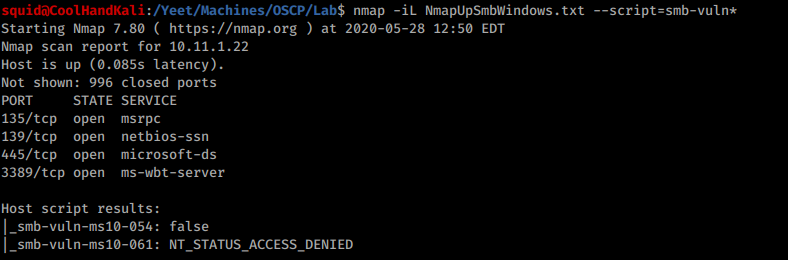 squid@CoolHandKali:/Yeet/Machines/OSCP/Lab$ nmap -iL NmapUpSmbWindows.txt --script=smb-vuln*
Starting Nmap 7.80 ( https://nmap.org ) at 2020-05-28 12:50 EDT
Nmap scan report for 10.11.1.22
Host is up (0.085s latency).
Not shown: 996 closed ports
PORT     STATE SERVICE
135/tcp  open  msrpc
139/tcp  open  netbios-ssn
445/tcp  open  microsoft-ds
3389/tcp open  ms-wbt-server
Host script results:
|_smb-vuln-ms10-054: false
|_smb-vuln-ms10-061: NT_STATUS_ACCESS_DENIED